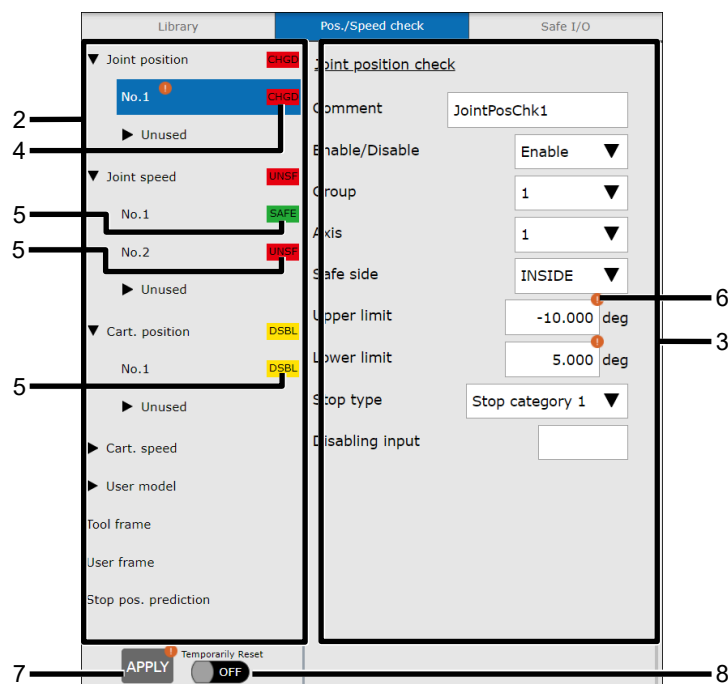 Library Pos./Speed check Safe I/O
▼ Joint position CHGD
No.1 ! CHGD
▶ Unused
▼ Joint speed UNSF
No.1 SAFE
No.2 UNSF
▶ Unused
▼ Cart. position DSBL
No.1 DSBL
▶ Unused
▶ Cart. speed
▶ User model
Tool frame
User frame
Stop pos. prediction
Joint position check
Comment JointPosChk1
Enable/Disable Enable ▼
Group 1 ▼
Axis 1 ▼
Safe side INSIDE ▼
Upper limit -10.000 ! deg
Lower limit 5.000 ! deg
Stop type Stop category 1 ▼
Disabling input
APPLY ! Temporarily Reset
OFF
2
4
5
5
5
7
6
3
8